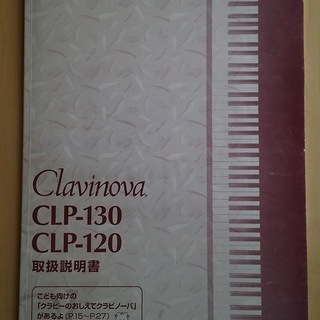 Clavinova®
CLP-130
CLP-120
取扱説明書
こども向けの
「クラビーのおしえてクラビノーバ」
があるよ(P.15〜P.27)